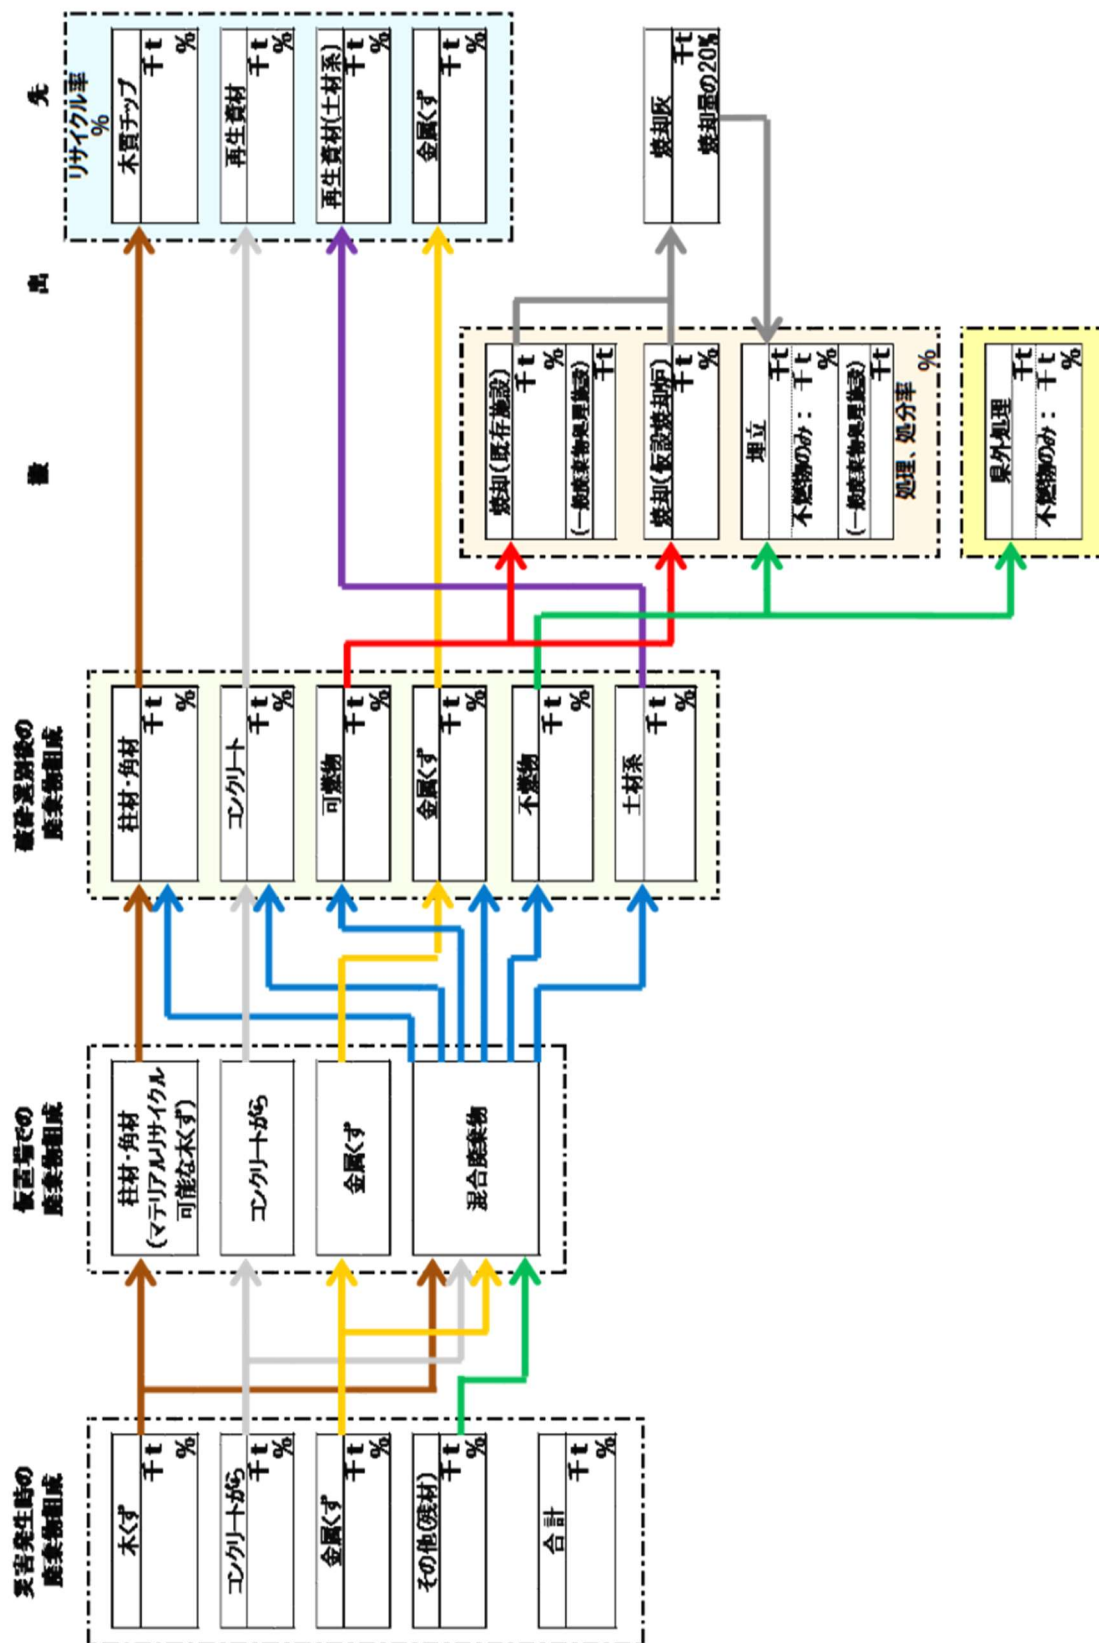 災害発生時の
廃棄物組成
木くず
千t
%
コンクリートがら
千t
%
金属くず
千t
%
その他(残材)
千t
%
合計
千t
%
仮置場での
廃棄物組成
柱材・角材
(マテリアルリサイクル
可能な木くず)
コンクリートがら
金属くず
混合廃棄物
破砕選別後の
廃棄物組成
柱材・角材
千t
%
コンクリート
千t
%
可燃物
千t
%
金属くず
千t
%
不燃物
千t
%
土材系
千t
%
搬 出 先
リサイクル率
%
木質チップ
千t
%
再生資材
千t
%
再生資材(土材系)
千t
%
金属くず
千t
%
焼却(既存施設)
千t
%
(一般廃棄物処理施設)
千t
焼却(仮設焼却炉)
千t
%
埋立
千t
不燃物のみ: 千t
%
(一般廃棄物処理施設)
千t
処理、処分率
%
焼却灰
千t
焼却量の20%
県外処理
千t
不燃物のみ: 千t
%